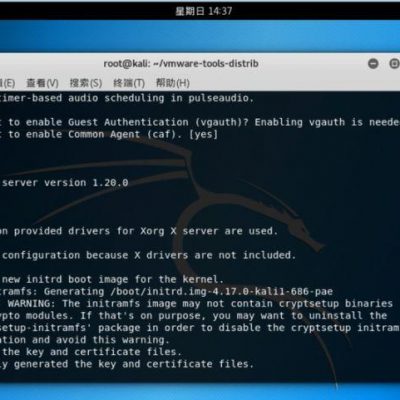 星期日 14:37
root@kali: ~/vmware-tools-distrib
(E) 查看(V) 搜索(S) 终端(T) 帮助(H)
timer-based audio scheduling in pulseaudio.
t to enable Guest Authentication (vgauth)? Enabling vgauth is neede
t to enable Common Agent (caf). [yes]
server version 1.20.0
on provided drivers for Xorg X server are used.
configuration because X drivers are not included.
new initrd boot image for the kernel.
tramfs: Generating /boot/initrd.img-4.17.0-kali1-686-pae
WARNING: The initramfs image may not contain cryptsetup binaries
ypto modules. If that's on purpose, you may want to uninstall the
setup-initramfs' package in order to disable the cryptsetup initram
ation and avoid this warning.
the key and certificate files.
ly generated the key and certificate files.